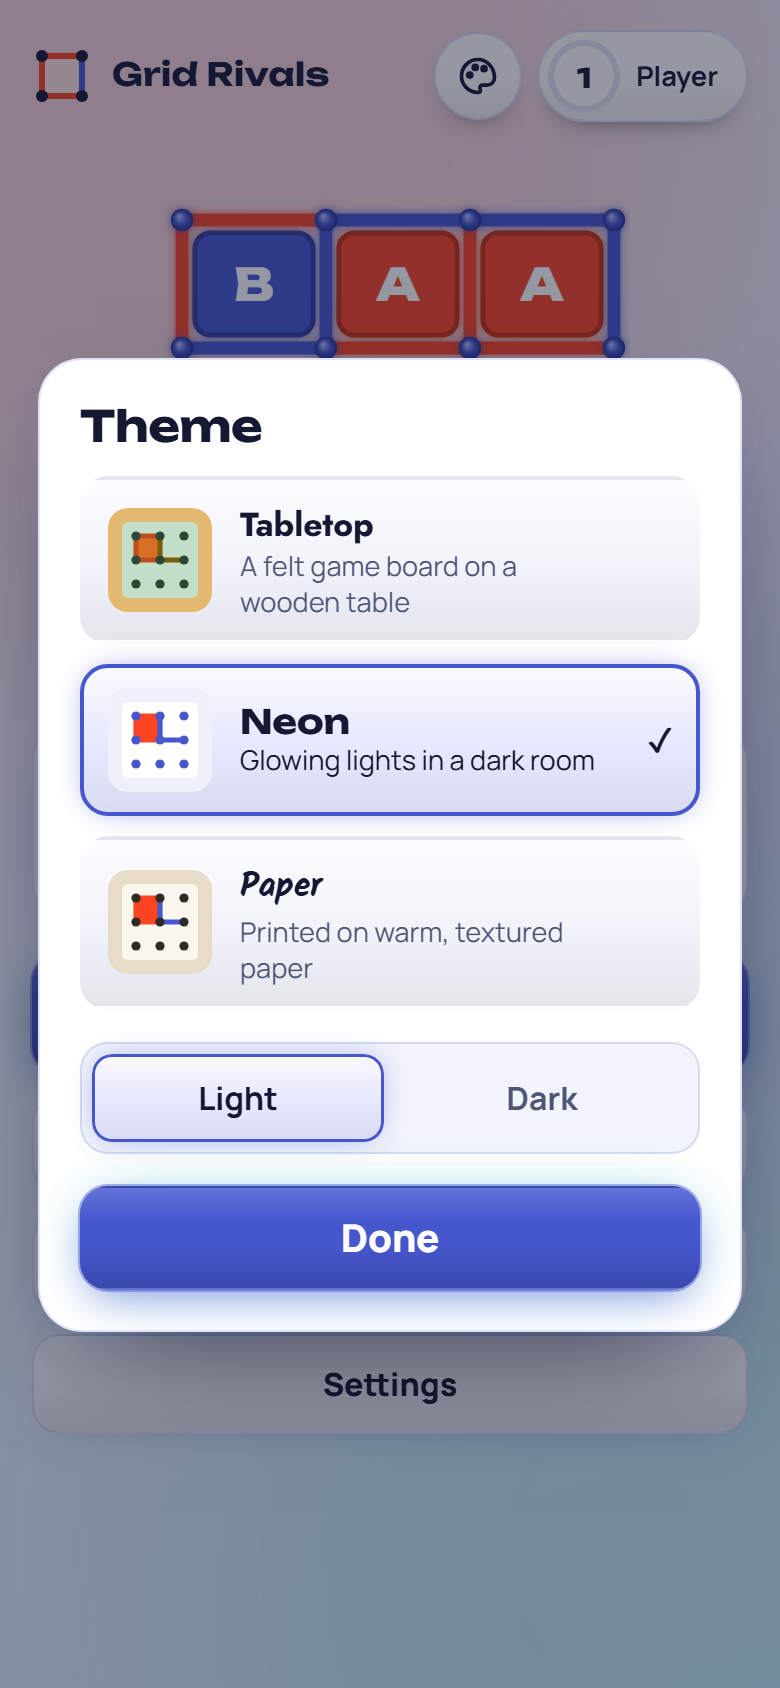 Grid Rivals
1 Player
B A A
Theme
Tabletop
A felt game board on a
wooden table
Neon
Glowing lights in a dark room
Paper
Printed on warm, textured
paper
Light Dark
Done
Settings